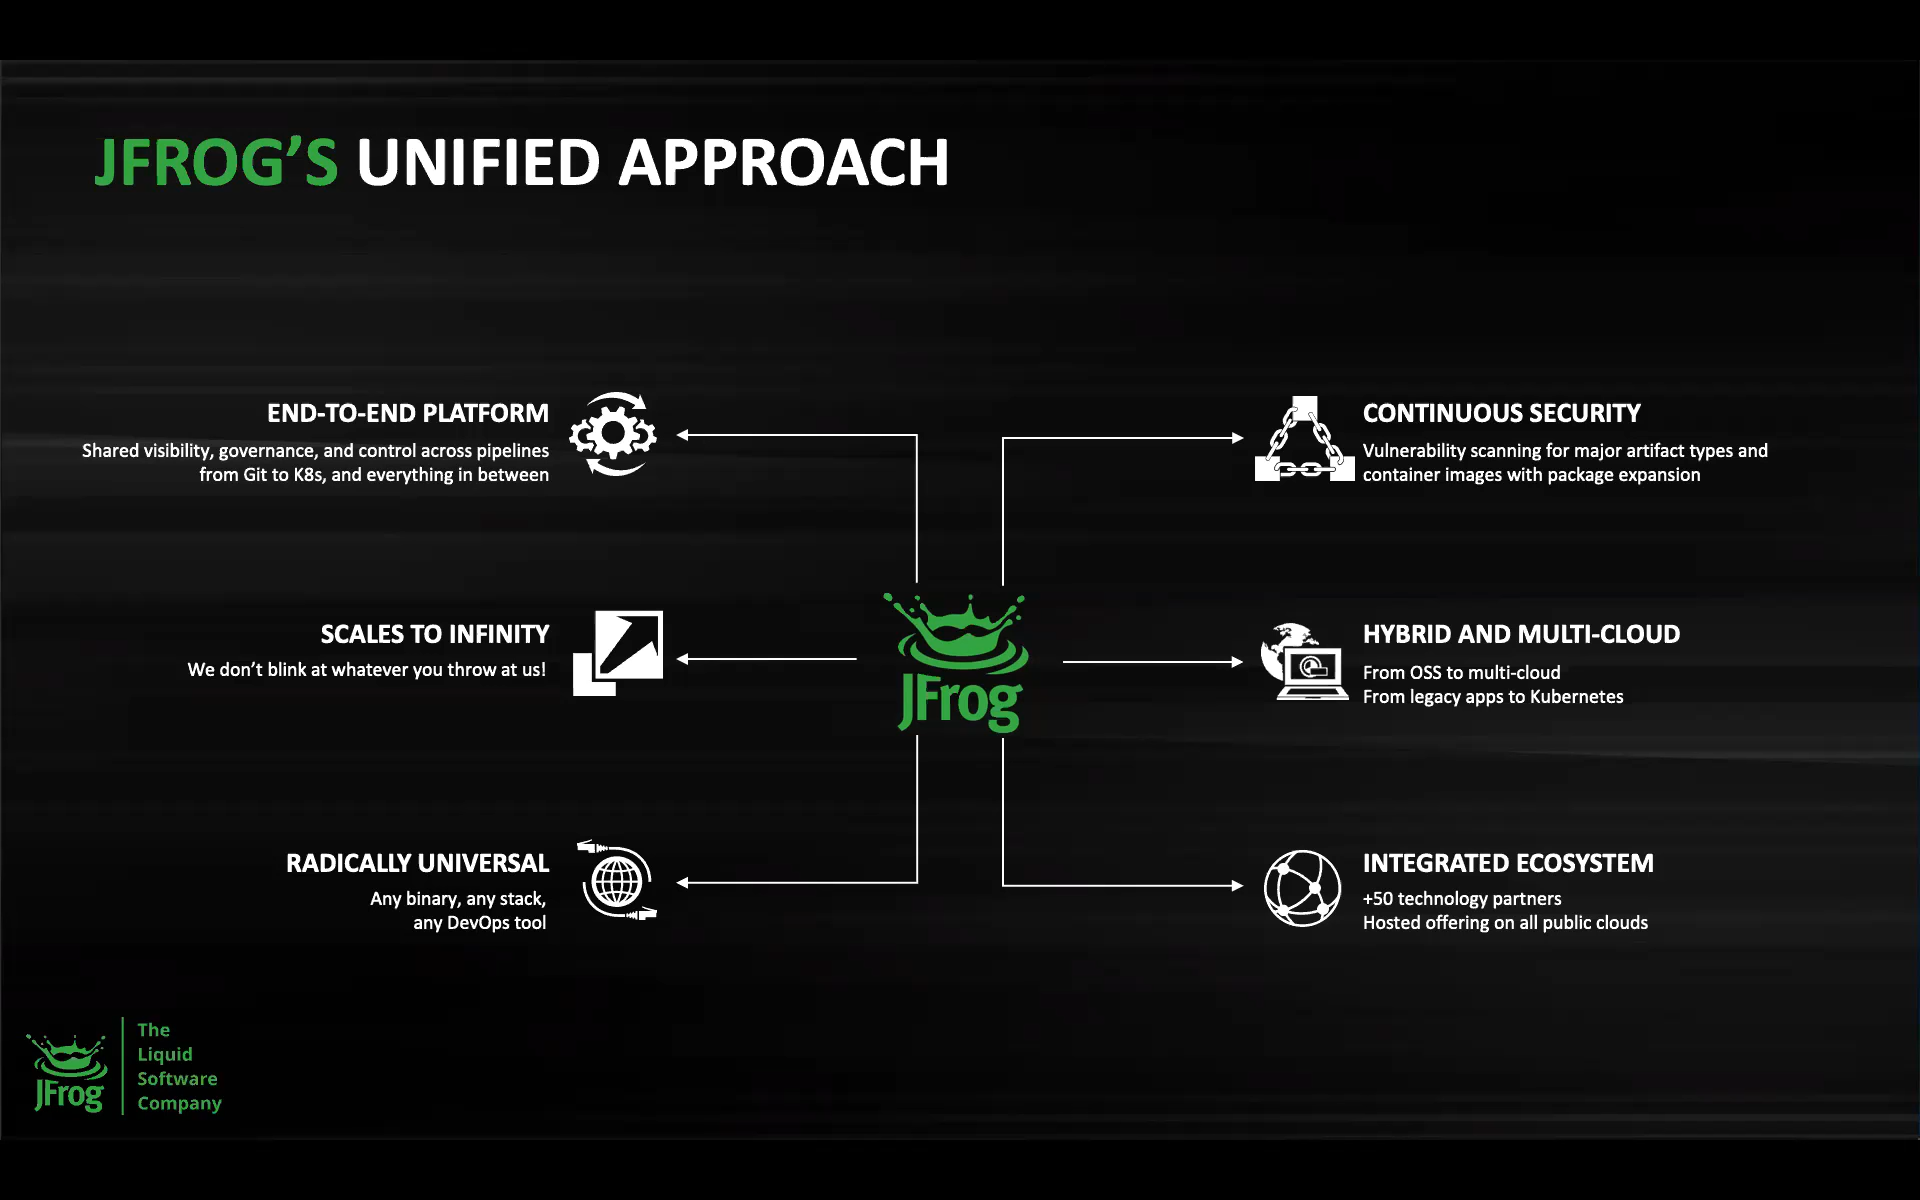 JFROG'S UNIFIED APPROACH
END-TO-END PLATFORM
Shared visibility, governance, and control across pipelines
from Git to K8s, and everything in between
SCALES TO INFINITY
We don't blink at whatever you throw at us!
RADICALLY UNIVERSAL
Any binary, any stack,
any DevOps tool
JFrog
CONTINUOUS SECURITY
Vulnerability scanning for major artifact types and
container images with package expansion
HYBRID AND MULTI-CLOUD
From OSS to multi-cloud
From legacy apps to Kubernetes
INTEGRATED ECOSYSTEM
+50 technology partners
Hosted offering on all public clouds
JFrog
The
Liquid
Software
Company